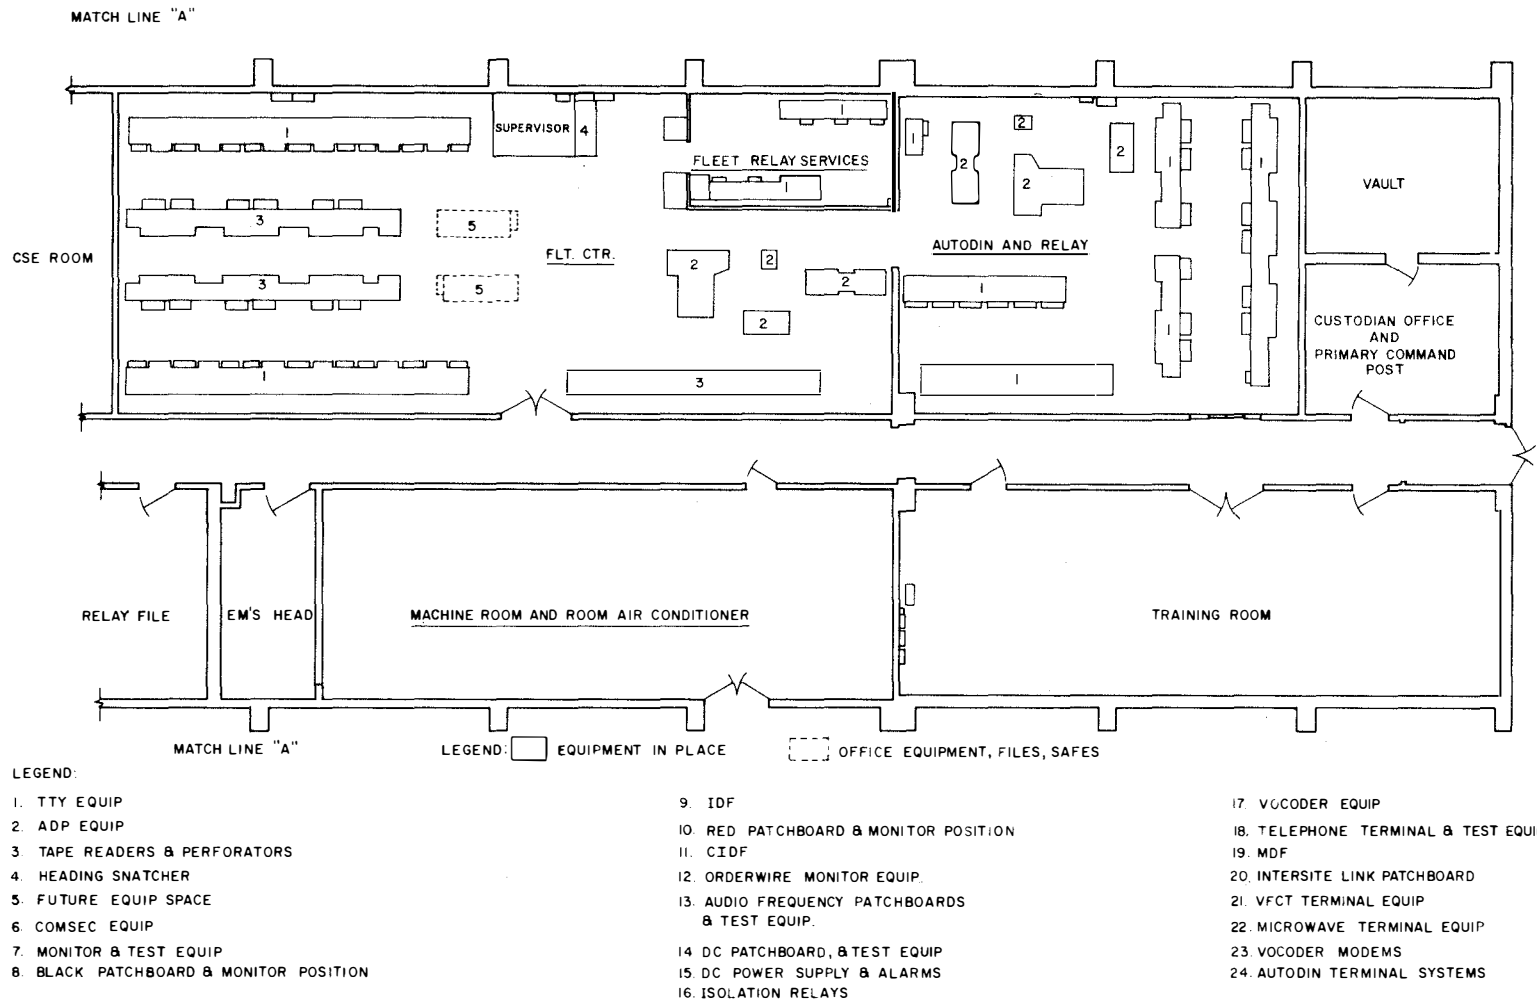 MATCH LINE "A"
1
SUPERVISOR
4
1
FLEET RELAY SERVICES
1
1
2
2
2
2
1
1
VAULT
3
5
CSE ROOM
FLT. CTR.
AUTODIN AND RELAY
3
5
2
2
2
2
1
1
CUSTODIAN OFFICE
AND
PRIMARY COMMAND
POST
1
3
1
RELAY FILE
EM'S HEAD
MACHINE ROOM AND ROOM AIR CONDITIONER
TRAINING ROOM
MATCH LINE "A"
LEGEND: EQUIPMENT IN PLACE
OFFICE EQUIPMENT, FILES, SAFES
LEGEND:
1. TTY EQUIP
2. ADP EQUIP
3. TAPE READERS & PERFORATORS
4. HEADING SNATCHER
5. FUTURE EQUIP SPACE
6. COMSEC EQUIP
7. MONITOR & TEST EQUIP
8. BLACK PATCHBOARD & MONITOR POSITION
9. IDF
10. RED PATCHBOARD & MONITOR POSITION
11. CIDF
12. ORDERWIRE MONITOR EQUIP.
13. AUDIO FREQUENCY PATCHBOARDS
& TEST EQUIP.
14 DC PATCHBOARD, & TEST EQUIP
15. DC POWER SUPPLY & ALARMS
16. ISOLATION RELAYS
17. VOCODER EQUIP
18. TELEPHONE TERMINAL & TEST EQUI
19. MDF
20. INTERSITE LINK PATCHBOARD
21. VFCT TERMINAL EQUIP
22. MICROWAVE TERMINAL EQUIP
23. VOCODER MODEMS
24. AUTODIN TERMINAL SYSTEMS